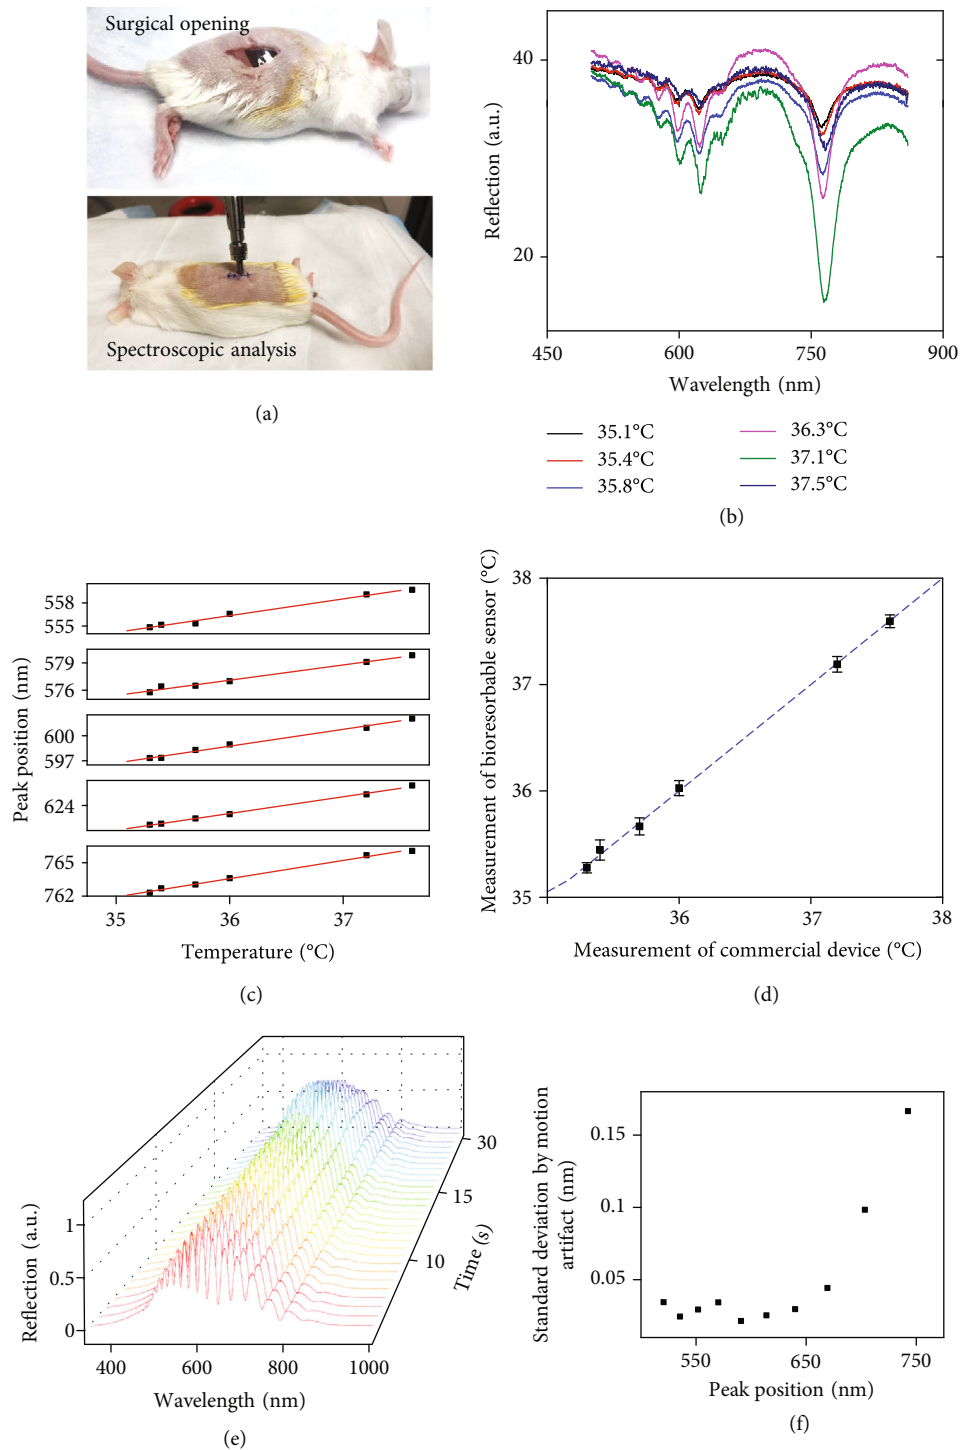 Surgical opening
Spectroscopic analysis
(a)
40
20
Reflection (a.u.)
450 600 750 900
Wavelength (nm)
35.1°C 36.3°C
35.4°C 37.1°C
35.8°C 37.5°C
(b)
558
555
579
576
600
597
624
765
762
Peak position (nm)
35 36 37
Temperature (°C)
(c)
38
37
36
35
Measurement of bioresorbable sensor (°C)
36 37 38
Measurement of commercial device (°C)
(d)
1
0.5
0
Reflection (a.u.)
400 600 800 1000
Wavelength (nm)
30
15
10
Time (s)
(e)
0.15
0.1
0.05
Standard deviation by motion
artifact (nm)
550 650 750
Peak position (nm)
(f)